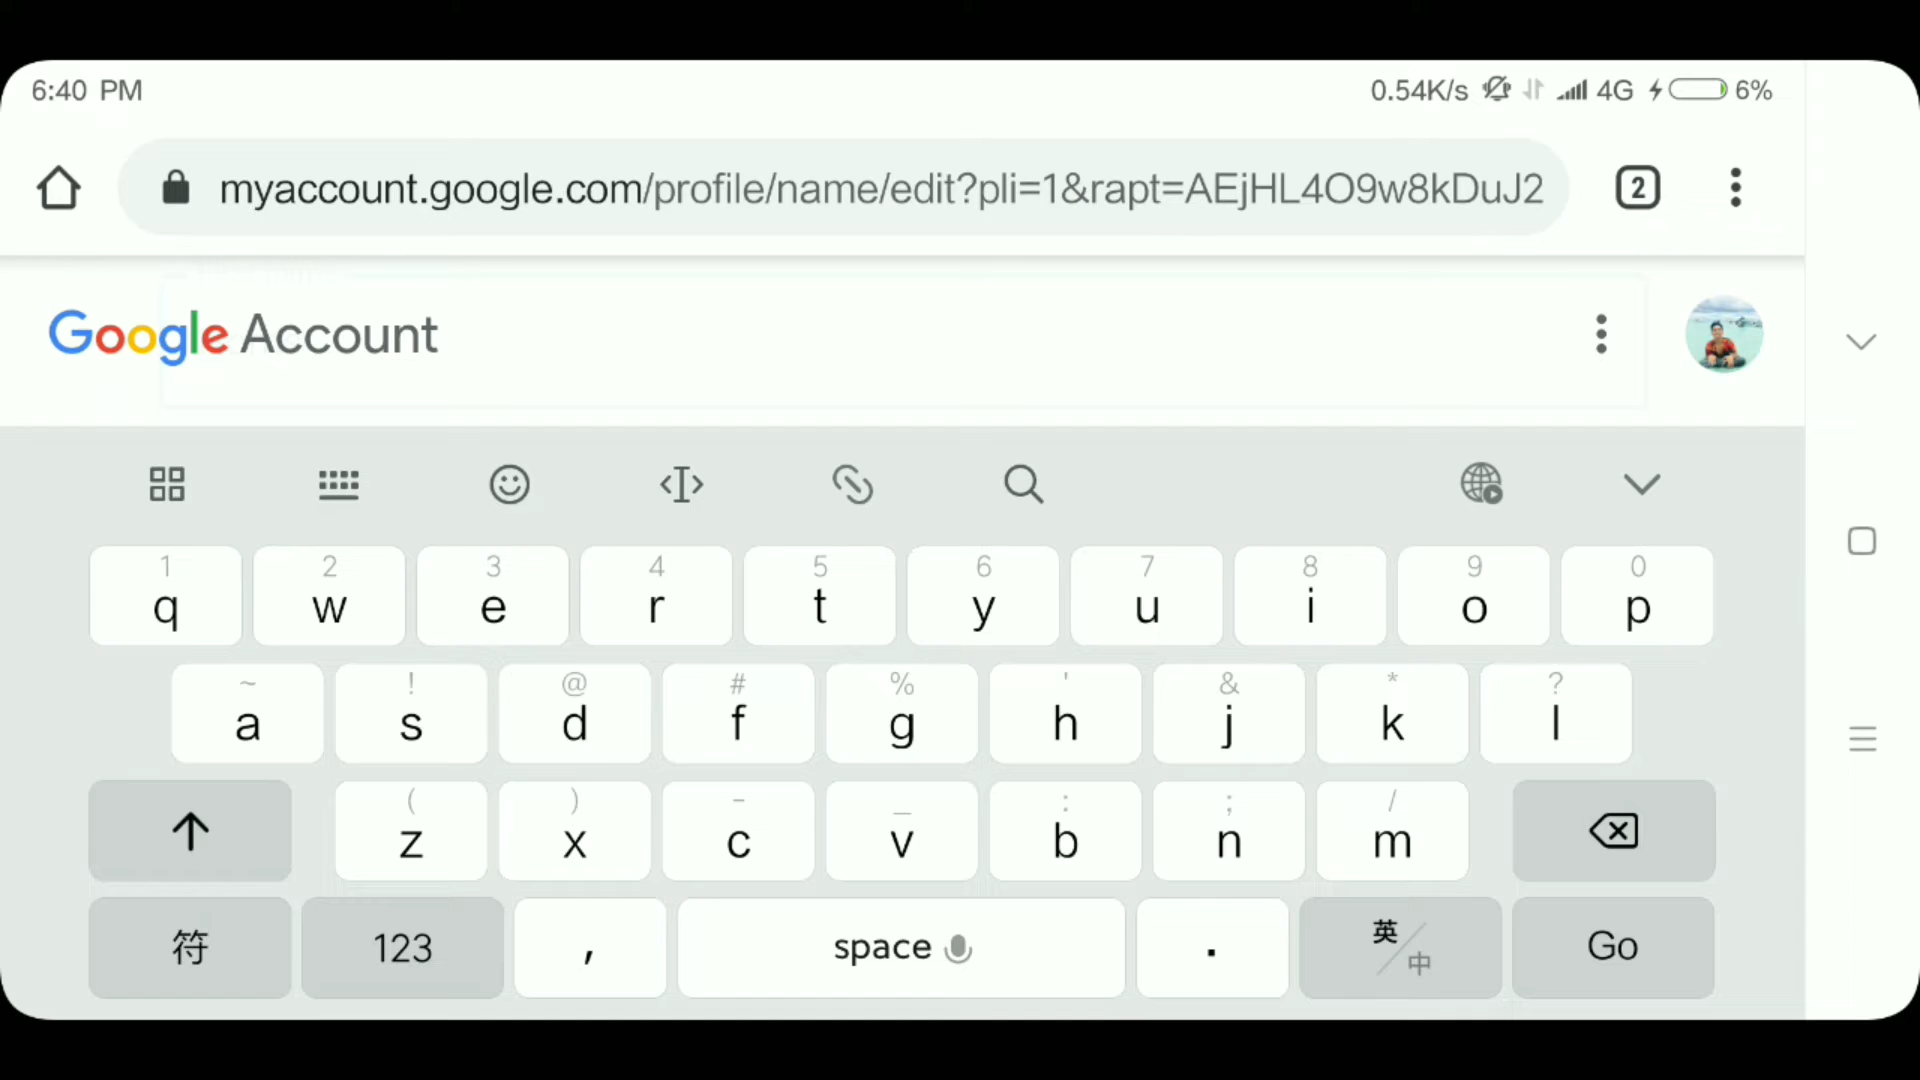 6:40 PM
0.54K/s 4G 6%
myaccount.google.com/profile/name/edit?pli=1&rapt=AEjHL4O9w8kDuJ2
2
Google Account
1 2 3 4 5 6 7 8 9 0
q w e r t y u i o p
~ ! @ # % ' & * ?
a s d f g h j k l
( ) - _ : ; /
z x c v b n m
符 123 , space . 英/中 Go